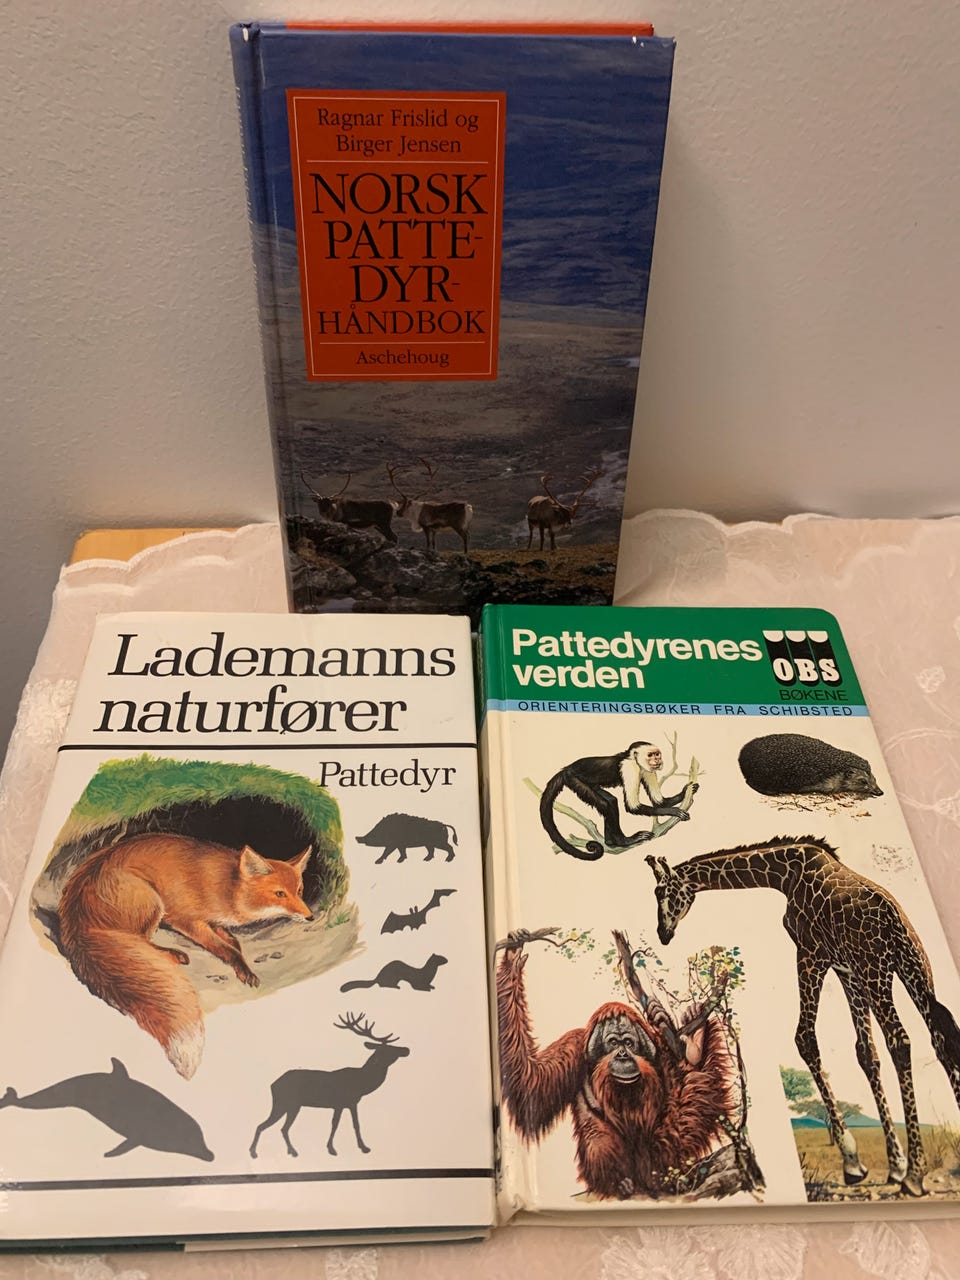 Ragnar Frislid og
Birger Jensen
NORSK
PATTE-
DYR-
HÅNDBOK
Aschehoug
Lademanns
naturfører
Pattedyr
Pattedyrenes
verden
OBS
BØKENE
ORIENTERINGSBØKER FRA SCHIBSTED